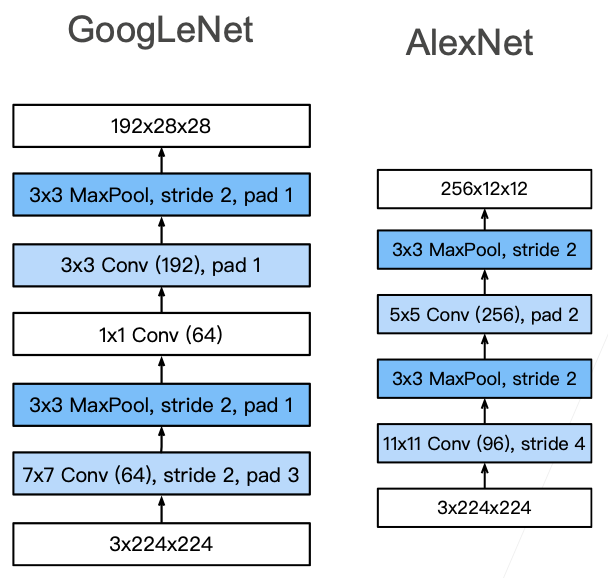 GoogLeNet
192x28x28
3x3 MaxPool, stride 2, pad 1
3x3 Conv (192), pad 1
1x1 Conv (64)
3x3 MaxPool, stride 2, pad 1
7x7 Conv (64), stride 2, pad 3
3x224x224
AlexNet
256x12x12
3x3 MaxPool, stride 2
5x5 Conv (256), pad 2
3x3 MaxPool, stride 2
11x11 Conv (96), stride 4
3x224x224